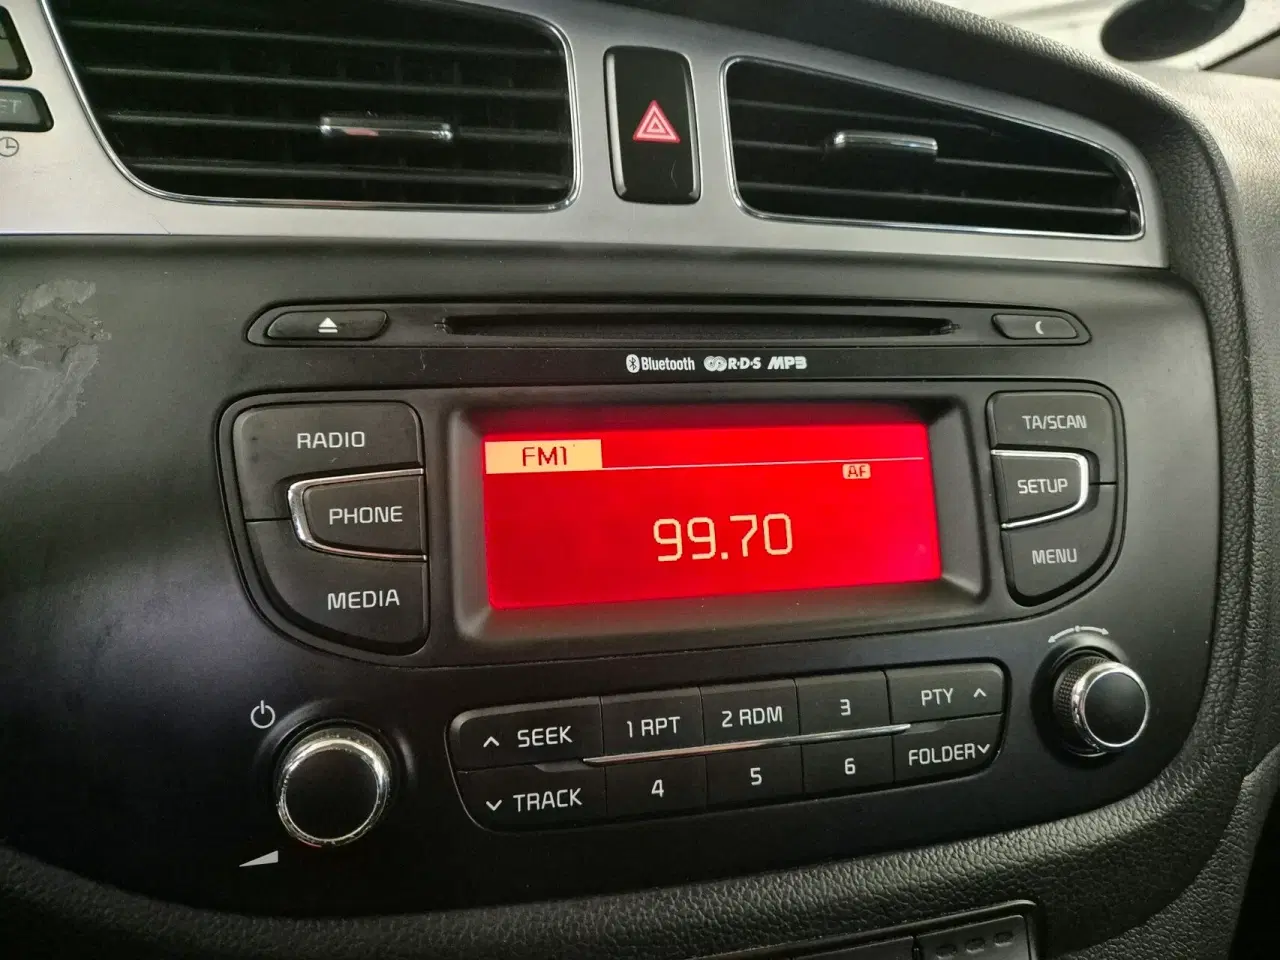 Bluetooth R·D·S MP3
RADIO
PHONE
MEDIA
FM1
AF
99.70
TA/SCAN
SETUP
MENU
SEEK 1 RPT 2 RDM 3 PTY
TRACK 4 5 6 FOLDER